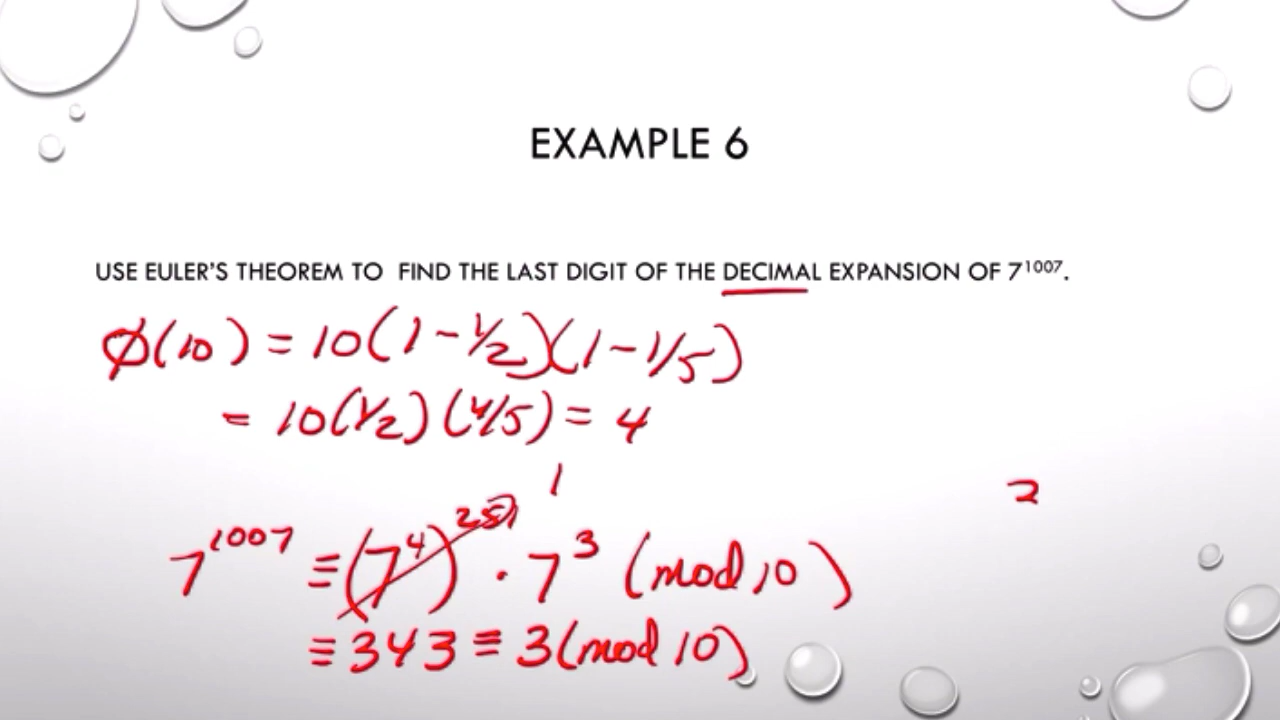 EXAMPLE 6
USE EULER'S THEOREM TO FIND THE LAST DIGIT OF THE DECIMAL EXPANSION OF 7¹⁰⁰⁷.
φ(10) = 10(1-1/2)(1-1/5)
= 10(1/2)(4/5) = 4
1
2
7¹⁰⁰⁷ ≡ (7⁴)²⁵¹ · 7³ (mod 10)
≡ 343 ≡ 3(mod 10)